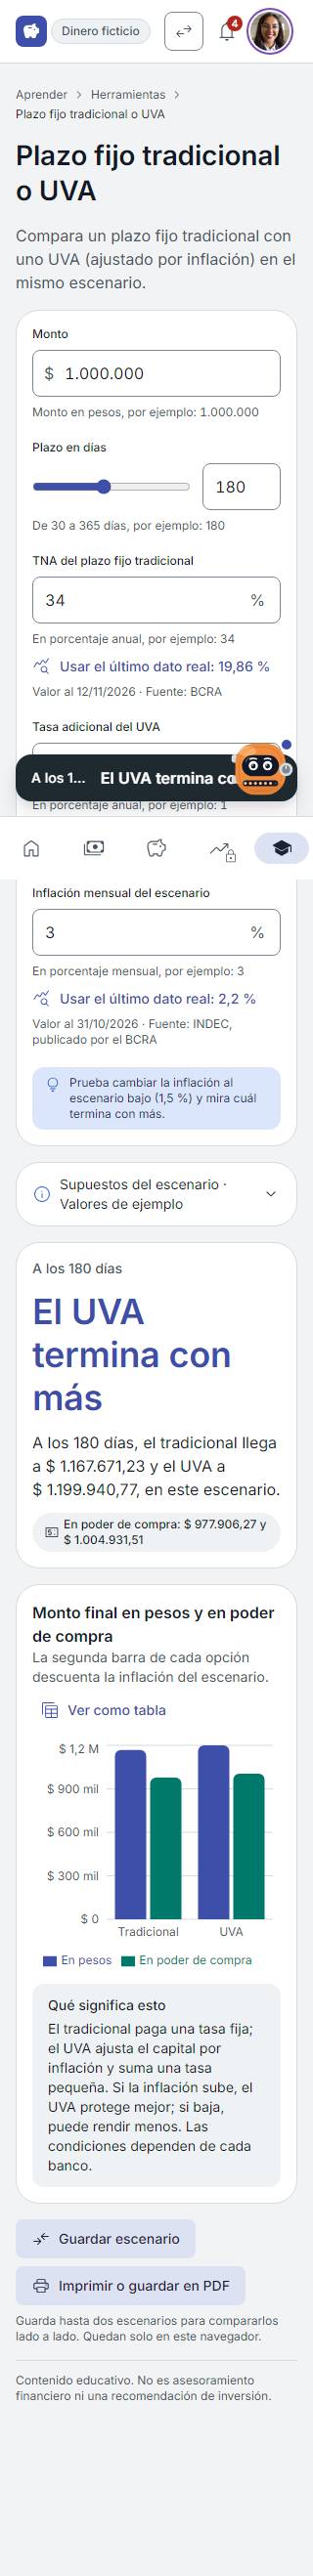 Dinero ficticio
4
Aprender > Herramientas >
Plazo fijo tradicional o UVA
Plazo fijo tradicional
o UVA
Compara un plazo fijo tradicional con
uno UVA (ajustado por inflación) en el
mismo escenario.
Monto
$ 1.000.000
Monto en pesos, por ejemplo: 1.000.000
Plazo en días
180
De 30 a 365 días, por ejemplo: 180
TNA del plazo fijo tradicional
34 %
En porcentaje anual, por ejemplo: 34
Usar el último dato real: 19,86 %
Valor al 12/11/2026 · Fuente: BCRA
Tasa adicional del UVA
A los 1... El UVA termina co
En porcentaje anual, por ejemplo: 1
Inflación mensual del escenario
3 %
En porcentaje mensual, por ejemplo: 3
Usar el último dato real: 2,2 %
Valor al 31/10/2026 · Fuente: INDEC,
publicado por el BCRA
Prueba cambiar la inflación al
escenario bajo (1,5 %) y mira cuál
termina con más.
Supuestos del escenario ·
Valores de ejemplo
A los 180 días
El UVA
termina con
más
A los 180 días, el tradicional llega
a $ 1.167.671,23 y el UVA a
$ 1.199.940,77, en este escenario.
En poder de compra: $ 977.906,27 y
$ 1.004.931,51
Monto final en pesos y en poder
de compra
La segunda barra de cada opción
descuenta la inflación del escenario.
Ver como tabla
$ 1,2 M
$ 900 mil
$ 600 mil
$ 300 mil
$ 0
Tradicional UVA
En pesos En poder de compra
Qué significa esto
El tradicional paga una tasa fija;
el UVA ajusta el capital por
inflación y suma una tasa
pequeña. Si la inflación sube, el
UVA protege mejor; si baja,
puede rendir menos. Las
condiciones dependen de cada
banco.
Guardar escenario
Imprimir o guardar en PDF
Guarda hasta dos escenarios para compararlos
lado a lado. Quedan solo en este navegador.
Contenido educativo. No es asesoramiento
financiero ni una recomendación de inversión.